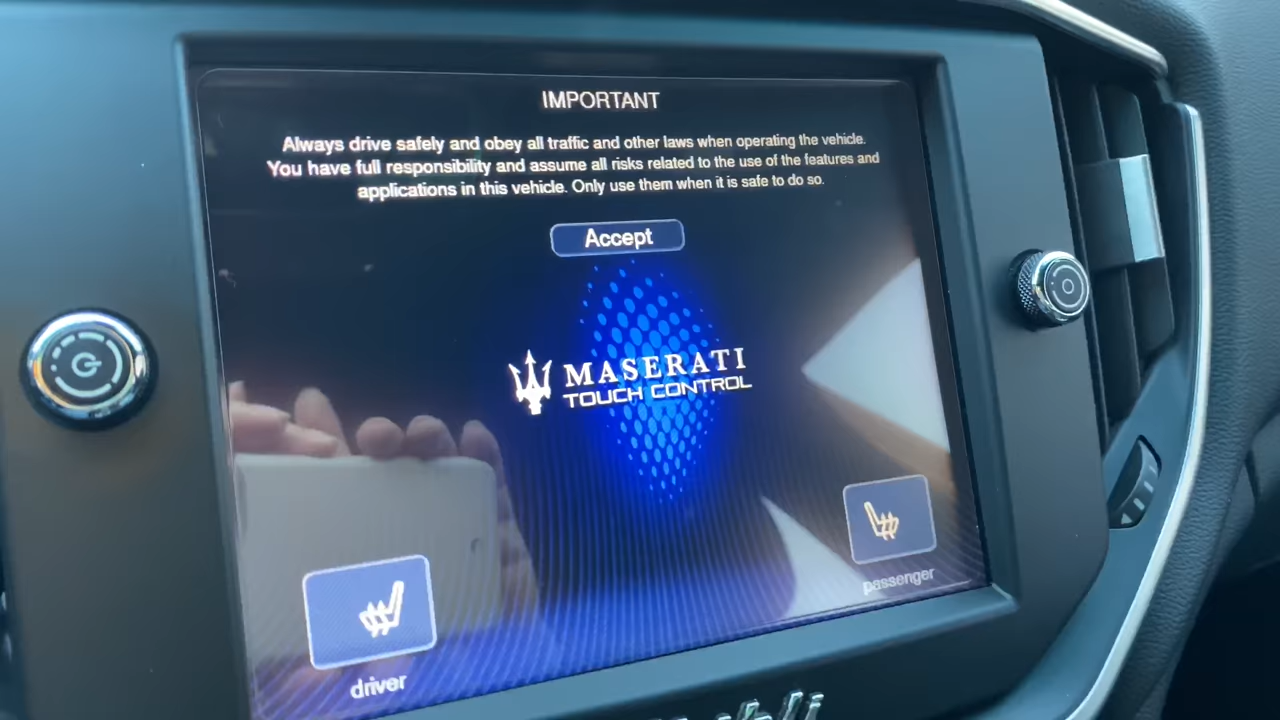 IMPORTANT
Always drive safely and obey all traffic and other laws when operating the vehicle.
You have full responsibility and assume all risks related to the use of the features and
applications in this vehicle. Only use them when it is safe to do so.
Accept
MASERATI
TOUCH CONTROL
driver
passenger